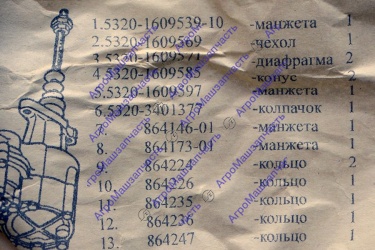 1.5320-1609539-10 -манжета 1
2.5320-1609569 -чехол 1
3.5320-1609571 -диафрагма 2
4.5320-1609585 -конус 2
5.5320-1609597 -манжета 1
6.5320-3401377 -колпачок 1
7. 864146-01 -манжета 1
8. 864173-01 -манжета 1
9. 864224 -кольцо 2
10. 864226 -кольцо 1
11. 864235 -кольцо 1
12. 864236 -кольцо 1
13. 864247 -кольцо 1
АгроМашзапчасть